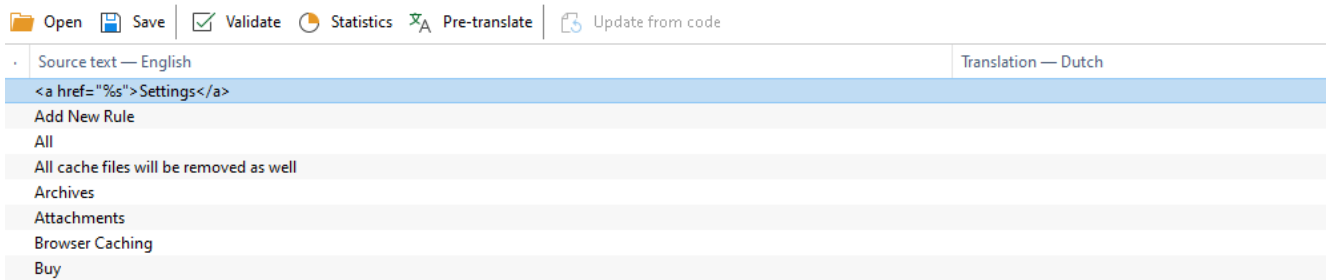 Open Save Validate Statistics Pre-translate Update from code
Source text — English Translation — Dutch
<a href="%s">Settings</a>
Add New Rule
All
All cache files will be removed as well
Archives
Attachments
Browser Caching
Buy